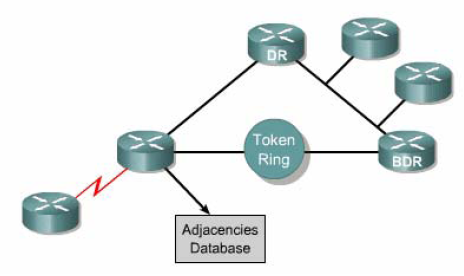 DR
Token
Ring
BDR
Adjacencies
Database